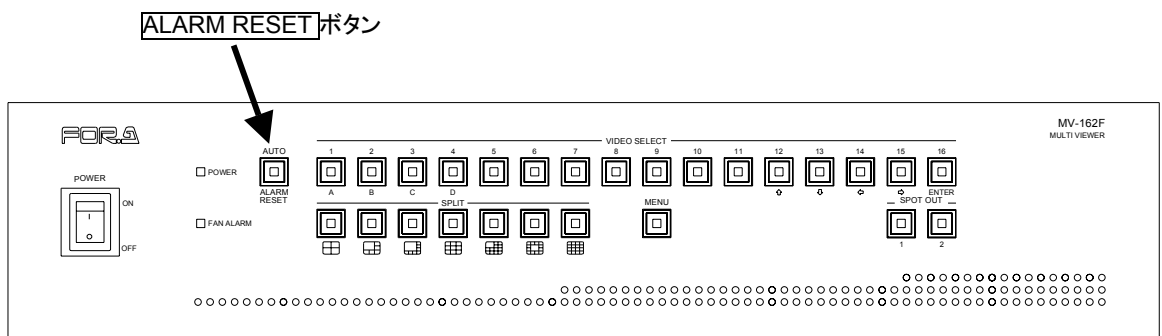 ALARM RESET ボタン
FOR.A
MV-162F
MULTI VIEWER
VIDEO SELECT
AUTO 1 2 3 4 5 6 7 8 9 10 11 12 13 14 15 16
POWER
POWER
ON
OFF
ALARM RESET
A B C D ⇧ ⇩ ⇦ ⇨ ENTER
SPLIT
MENU
SPOT OUT
FAN ALARM
1 2